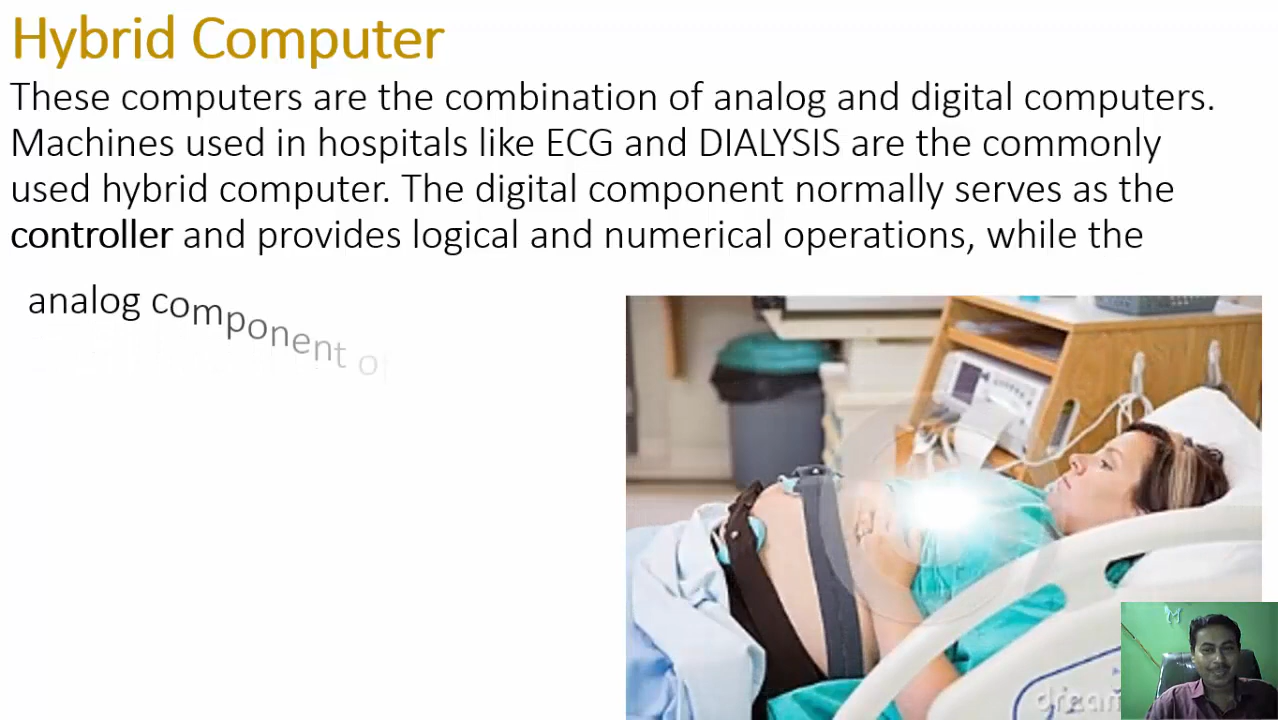 Hybrid Computer
These computers are the combination of analog and digital computers.
Machines used in hospitals like ECG and DIALYSIS are the commonly
used hybrid computer. The digital component normally serves as the
controller and provides logical and numerical operations, while the
analog component of
dream